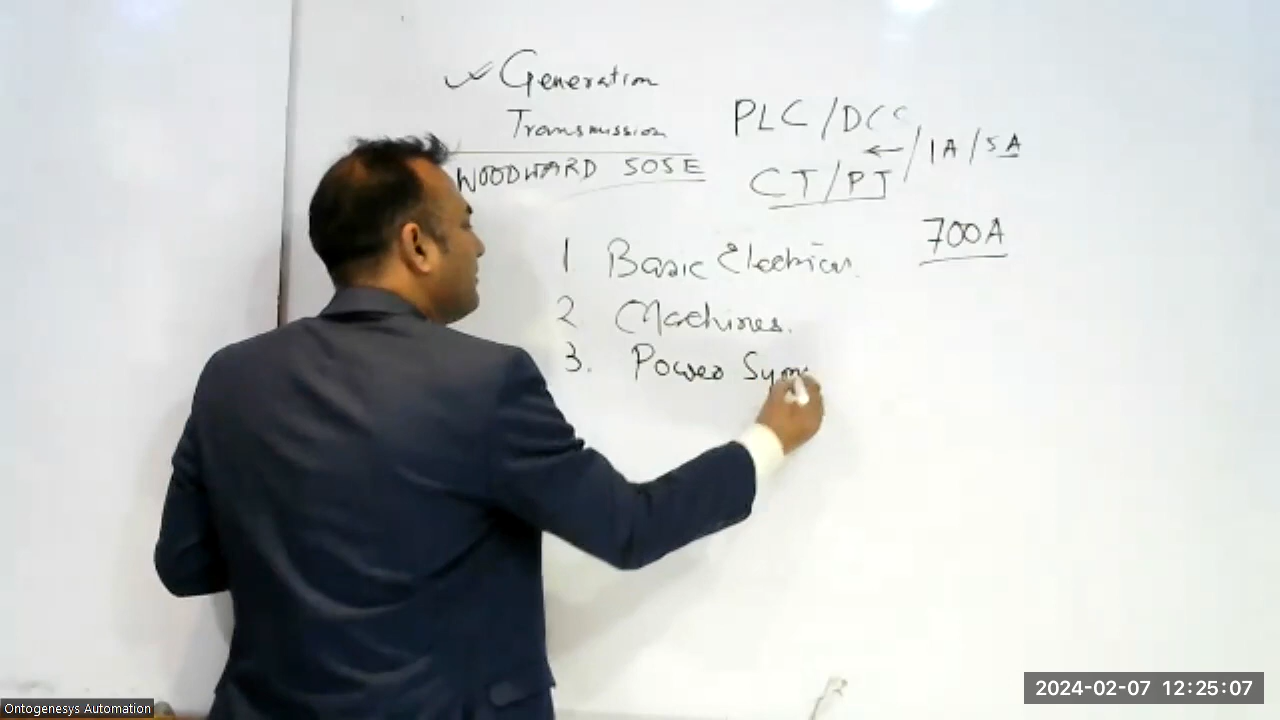 Generation
Transmission
WOODWARD 505E
PLC/DCS
CT/PT / 1A/5A
700A
1 Basic Electrical
2 Machines.
3. Power Sys
2024-02-07 12:25:07
Ontogenesys Automation